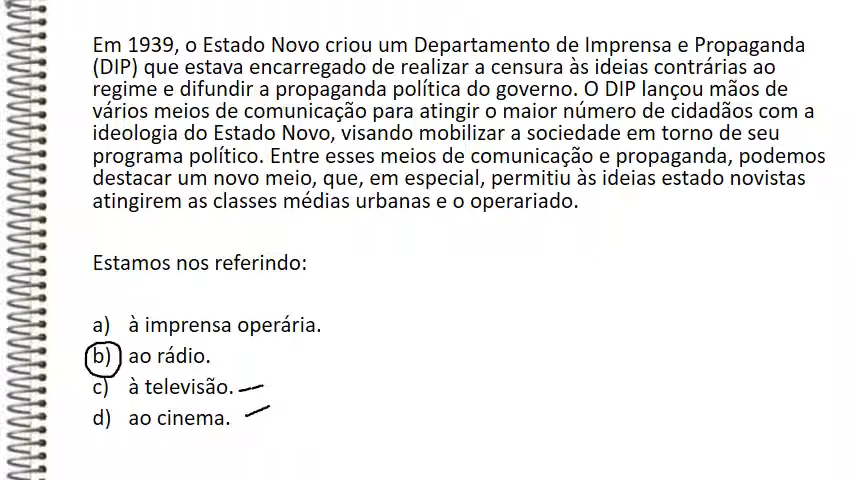 Em 1939, o Estado Novo criou um Departamento de Imprensa e Propaganda
(DIP) que estava encarregado de realizar a censura às ideias contrárias ao
regime e difundir a propaganda política do governo. O DIP lançou mãos de
vários meios de comunicação para atingir o maior número de cidadãos com a
ideologia do Estado Novo, visando mobilizar a sociedade em torno de seu
programa político. Entre esses meios de comunicação e propaganda, podemos
destacar um novo meio, que, em especial, permitiu às ideias estado novistas
atingirem as classes médias urbanas e o operariado.
Estamos nos referindo:
a) à imprensa operária.
b) ao rádio.
c) à televisão.
d) ao cinema.